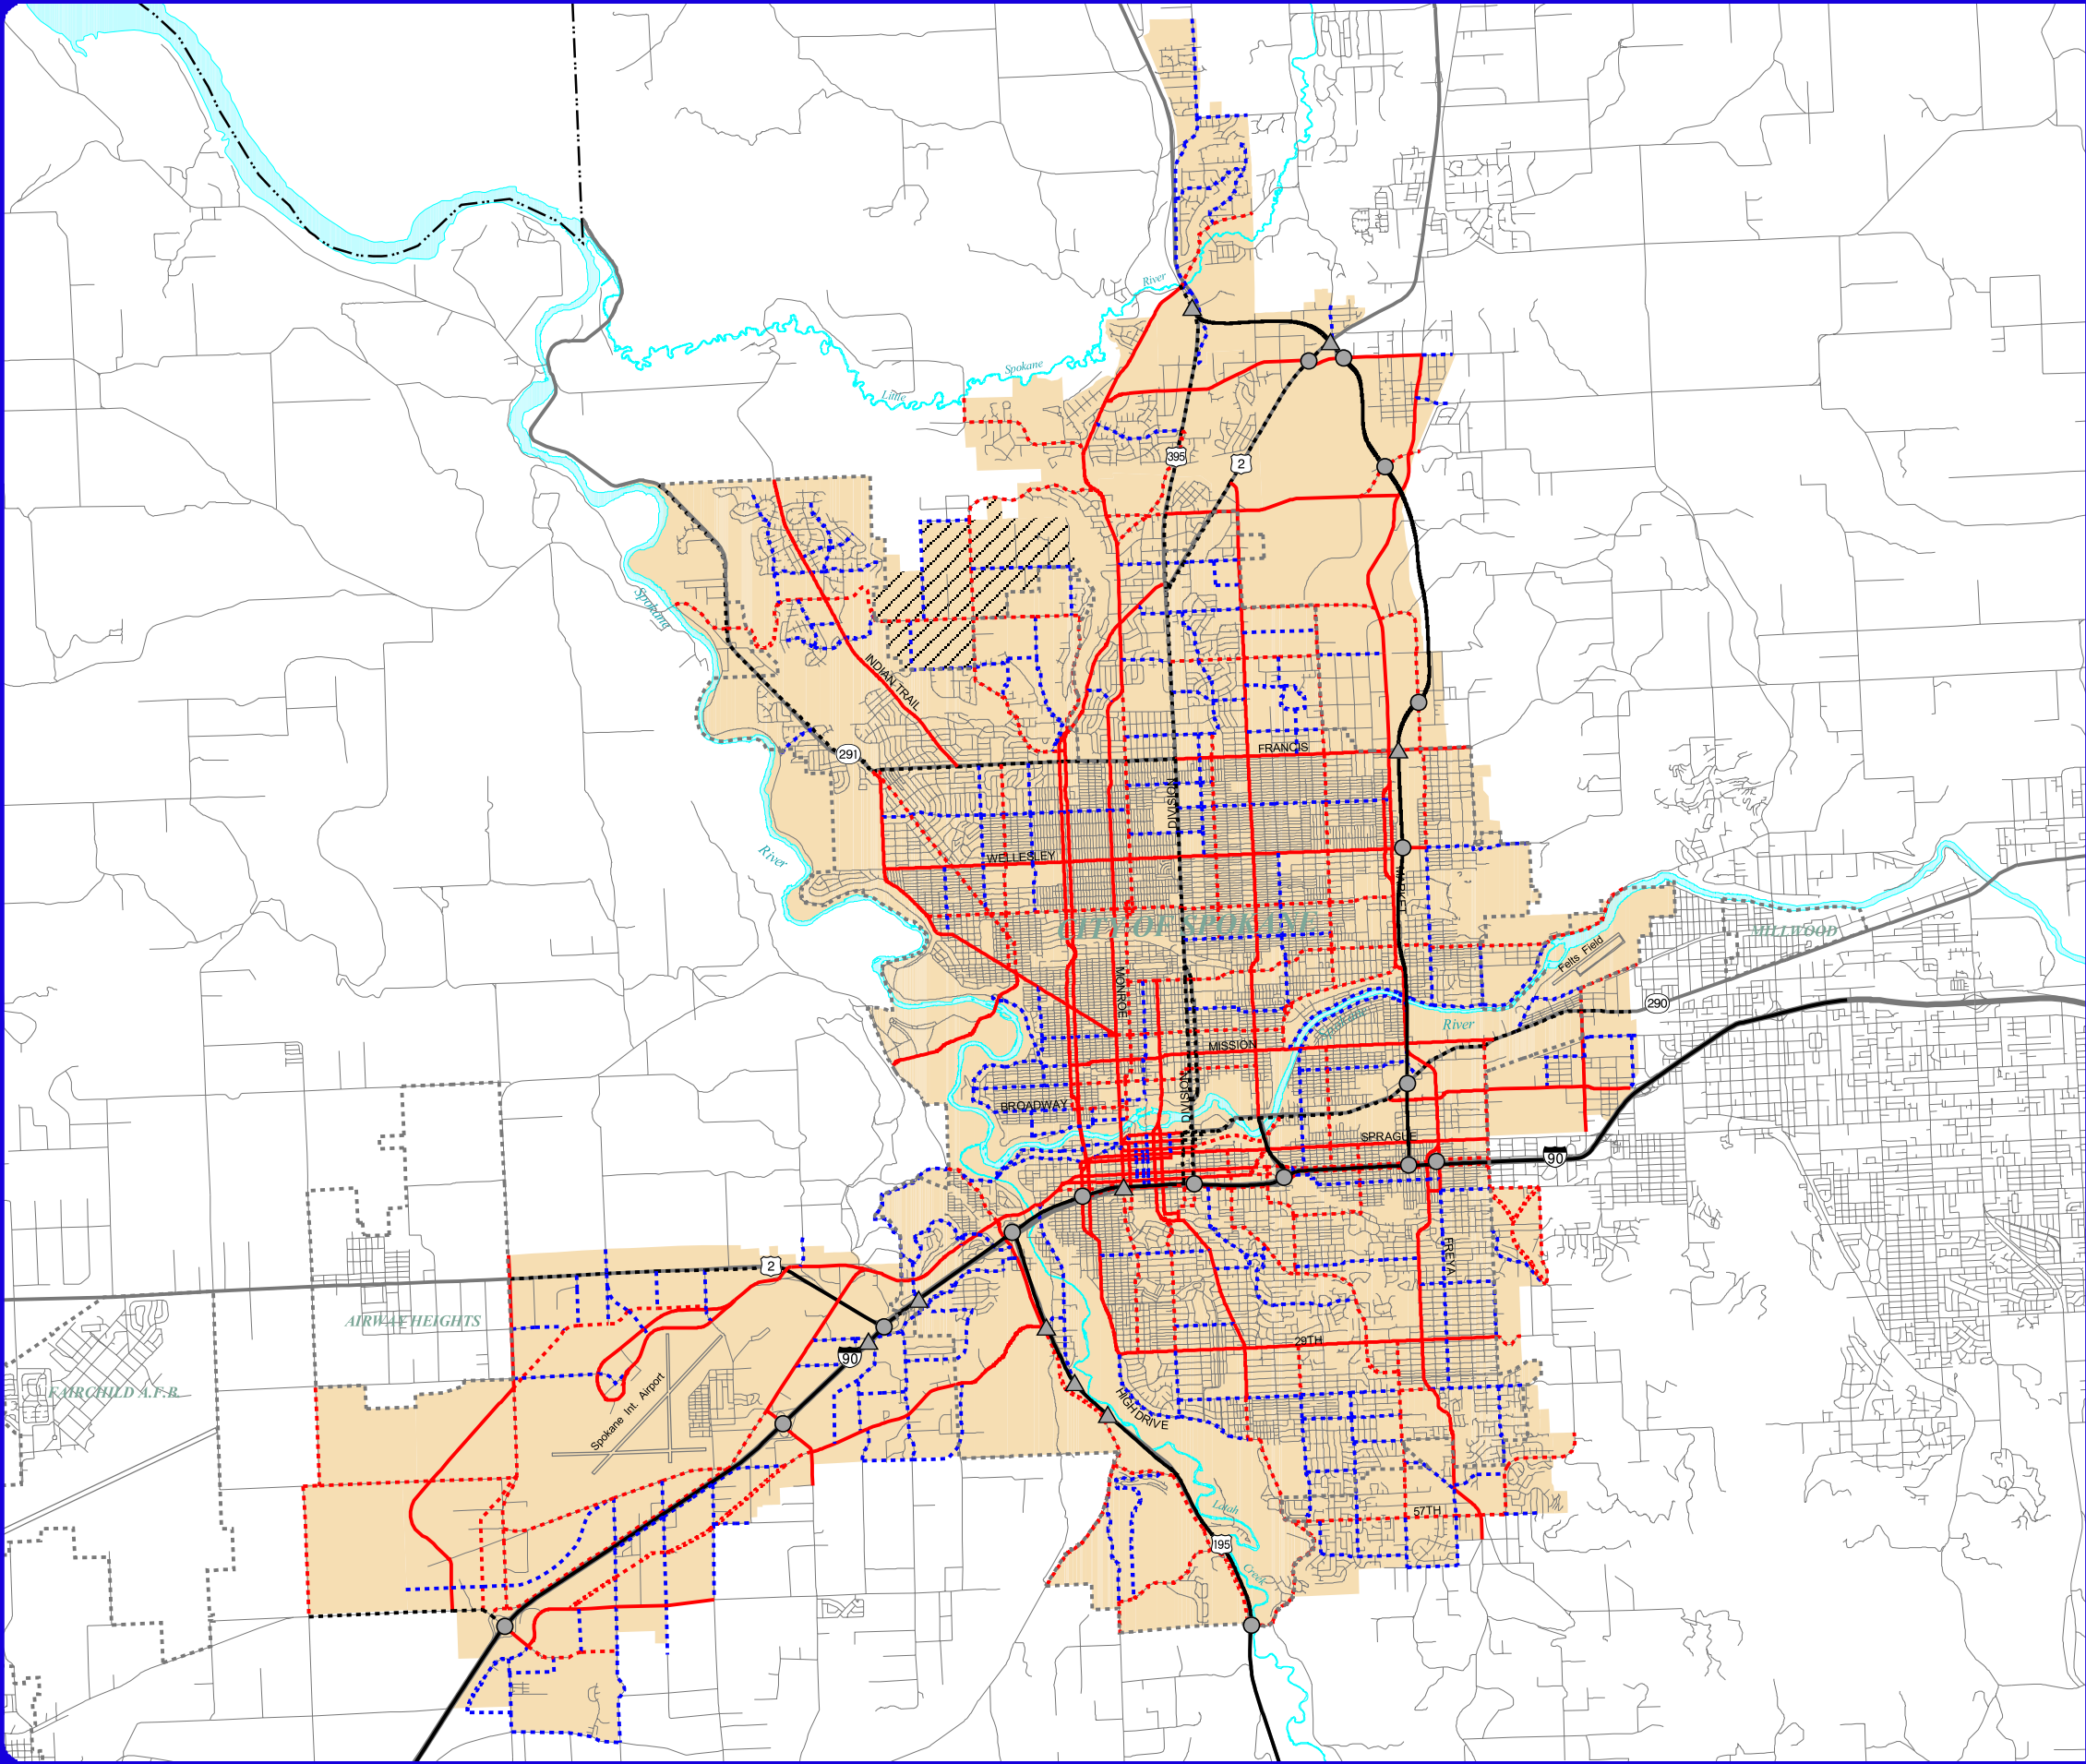 River
Spokane
Little
395
2
Spokane
INDIAN TRAIL
291
FRANCIS
DIVISION
WELLESLEY
River
MARKET
CITY OF SPOKANE
MILLWOOD
Felts Field
MONROE
290
River
MISSION
DIVISION
BROADWAY
SPRAGUE
90
FREYA
2
AIRWAY HEIGHTS
29TH
90
FAIRCHILD A.F.B.
Spokane Int. Airport
HIGH DRIVE
Latah
57TH
195
Creek